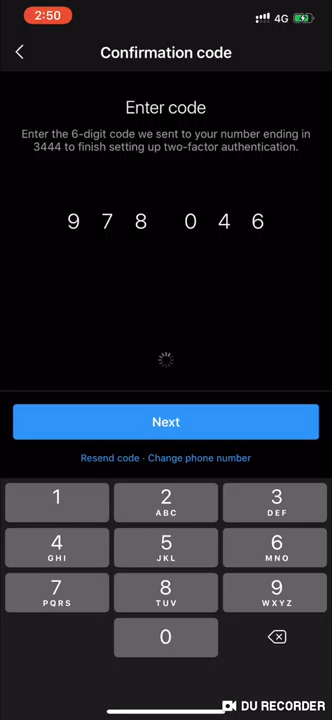 2:50
4G
Confirmation code
Enter code
Enter the 6-digit code we sent to your number ending in
3444 to finish setting up two-factor authentication.
9 7 8 0 4 6
Next
Resend code · Change phone number
1 2 3
ABC DEF
4 5 6
GHI JKL MNO
7 8 9
PQRS TUV WXYZ
0
DU RECORDER